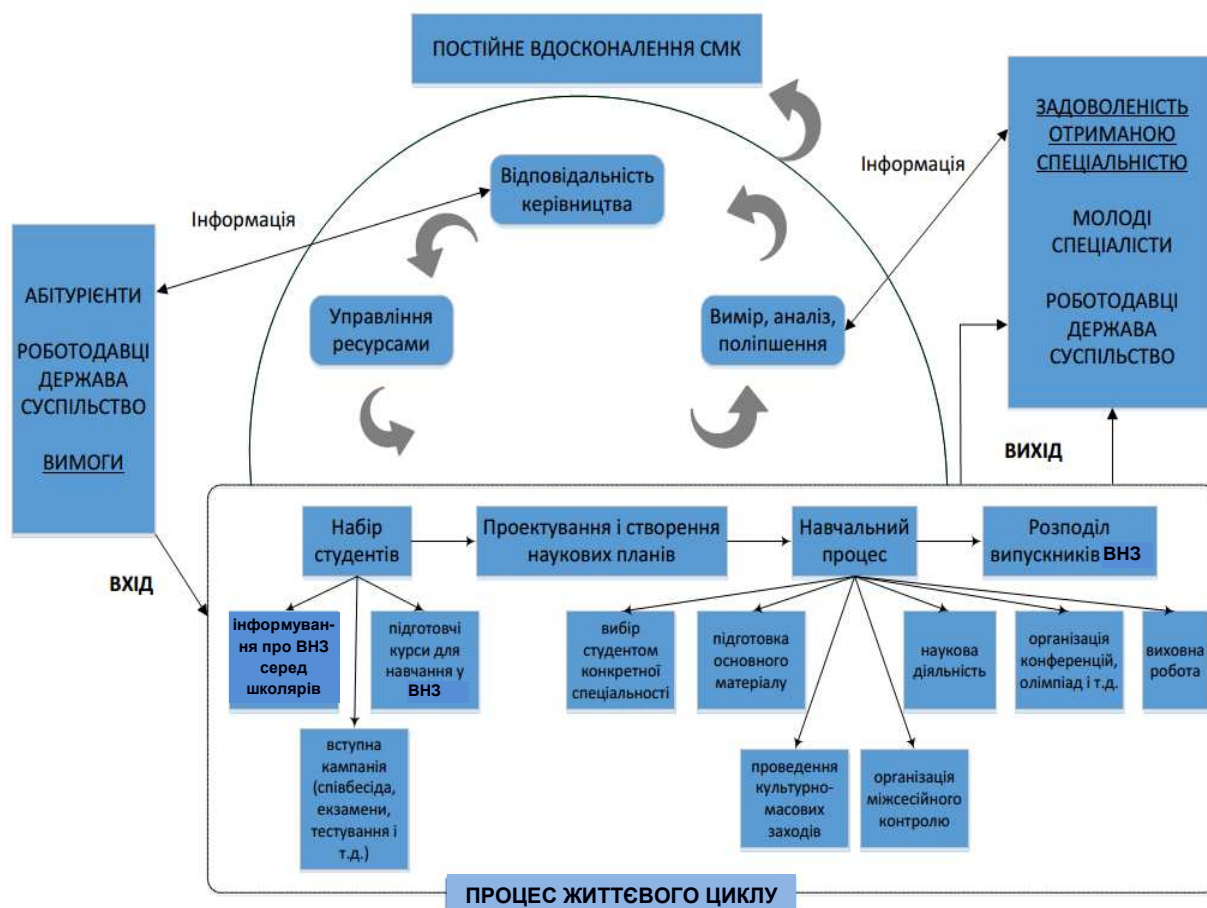 ПОСТІЙНЕ ВДОСКОНАЛЕННЯ СМК
ЗАДОВОЛЕНІСТЬ
ОТРИМАНОЮ
СПЕЦІАЛЬНІСТЮ
МОЛОДІ
СПЕЦІАЛІСТИ
РОБОТОДАВЦІ
ДЕРЖАВА
СУСПІЛЬСТВО
Інформація
Відповідальність
керівництва
Інформація
АБІТУРІЄНТИ
РОБОТОДАВЦІ
ДЕРЖАВА
СУСПІЛЬСТВО
ВИМОГИ
Управління
ресурсами
Вимір, аналіз,
поліпшення
ВИХІД
ВХІД
Набір
студентів
Проектування і створення
наукових планів
Навчальний
процес
Розподіл
випускників ВНЗ
інформуван-
ня про ВНЗ
серед
школярів
підготовчі
курси для
навчання у
ВНЗ
вибір
студентом
конкретної
спеціальності
підготовка
основного
матеріалу
наукова
діяльність
організація
конференцій,
олімпіад і т.д.
виховна
робота
вступна
кампанія
(співбесіда,
екзамени,
тестування і
т.д.)
проведення
культурно-
масових
заходів
організація
міжсесійного
контролю
ПРОЦЕС ЖИТТЄВОГО ЦИКЛУ